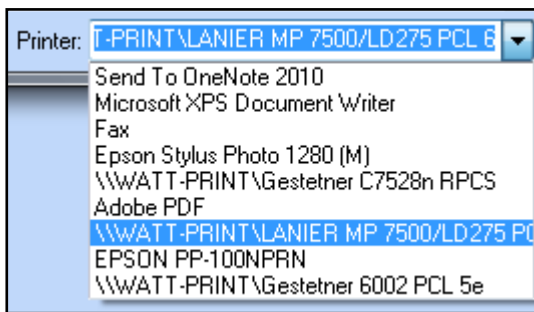 Printer: T-PRINT\LANIER MP 7500/LD275 PCL 6
Send To OneNote 2010
Microsoft XPS Document Writer
Fax
Epson Stylus Photo 1280 (M)
\\WATT-PRINT\Gestetner C7528n RPCS
Adobe PDF
\\WATT-PRINT\LANIER MP 7500/LD275 PC
EPSON PP-100NPRN
\\WATT-PRINT\Gestetner 6002 PCL 5e